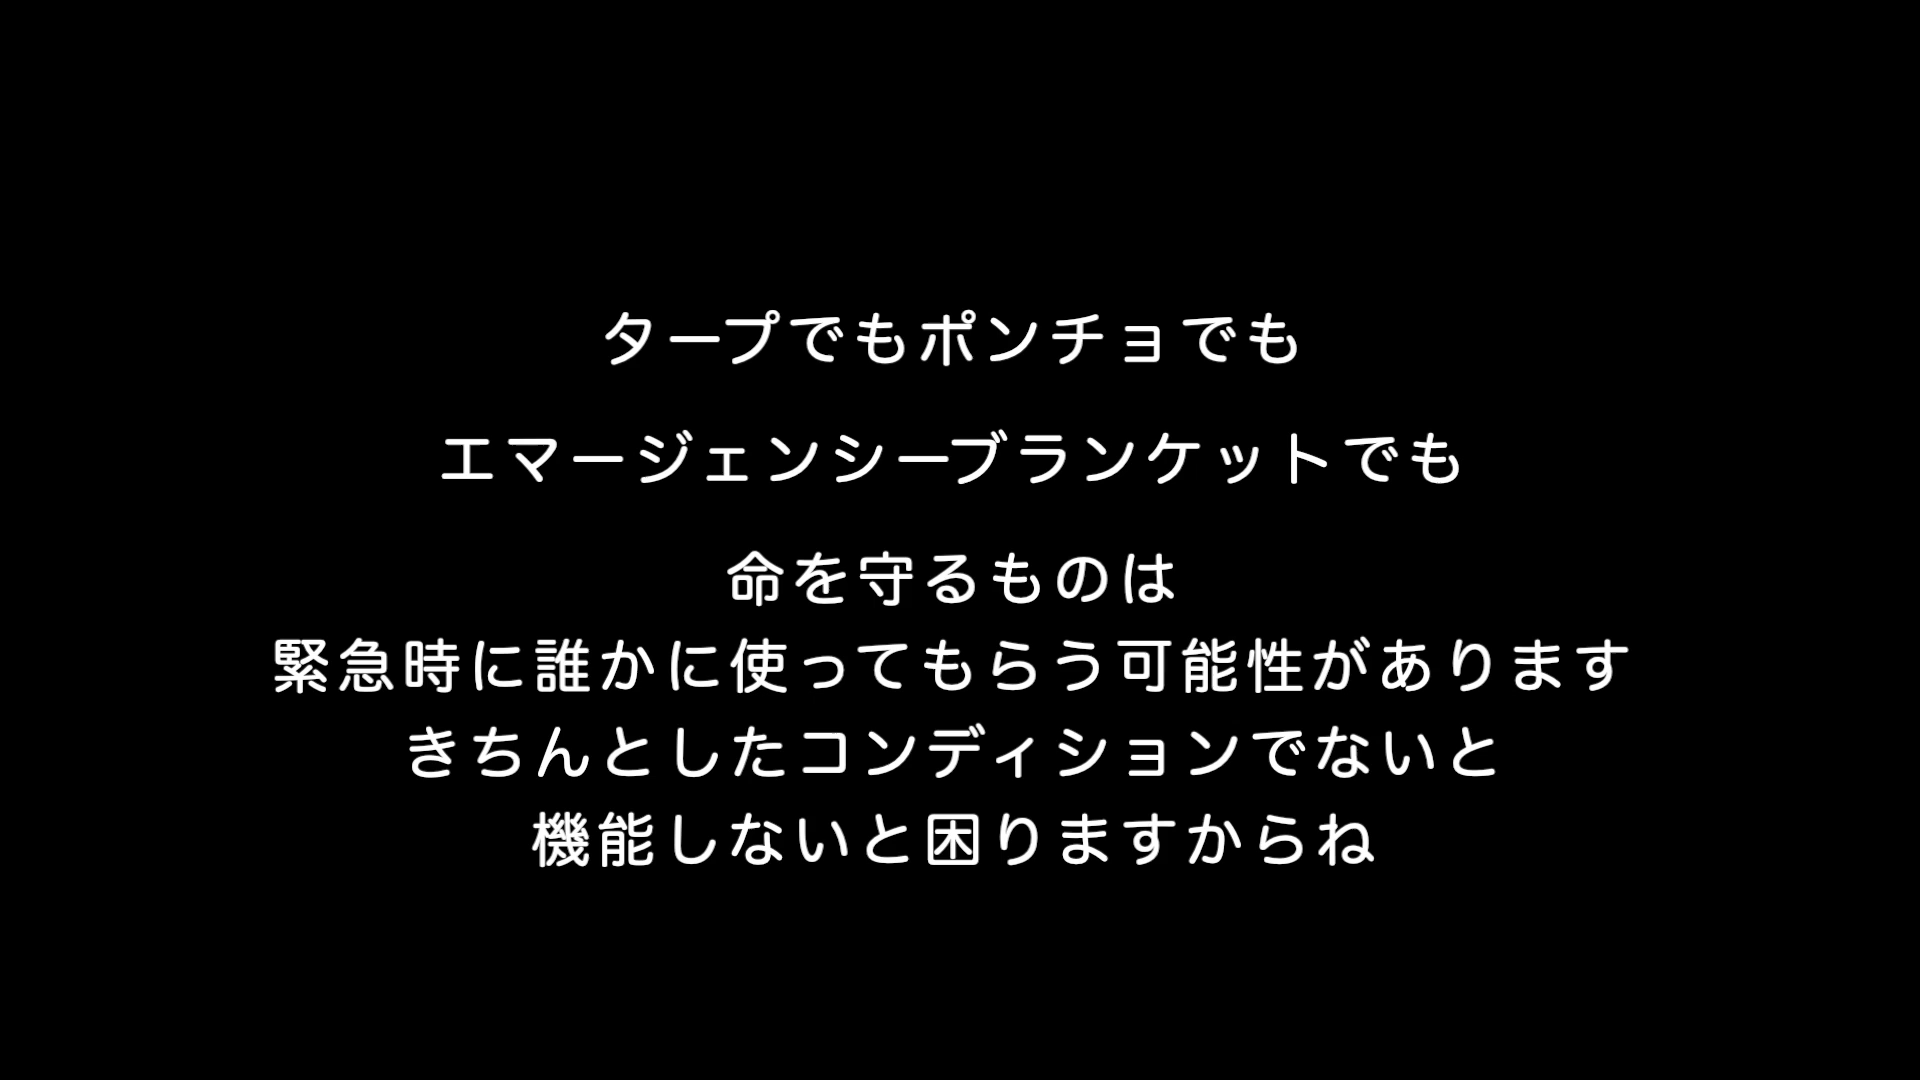 タープでもポンチョでも
エマージェンシーブランケットでも
命を守るものは
緊急時に誰かに使ってもらう可能性があります
きちんとしたコンディションでないと
機能しないと困りますからね